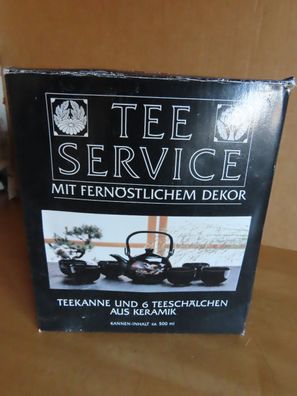 TEE
SERVICE
MIT FERNÖSTLICHEM DEKOR
TEEKANNE UND 6 TEESCHÄLCHEN
AUS KERAMIK
KANNEN-INHALT ca. 500 ml